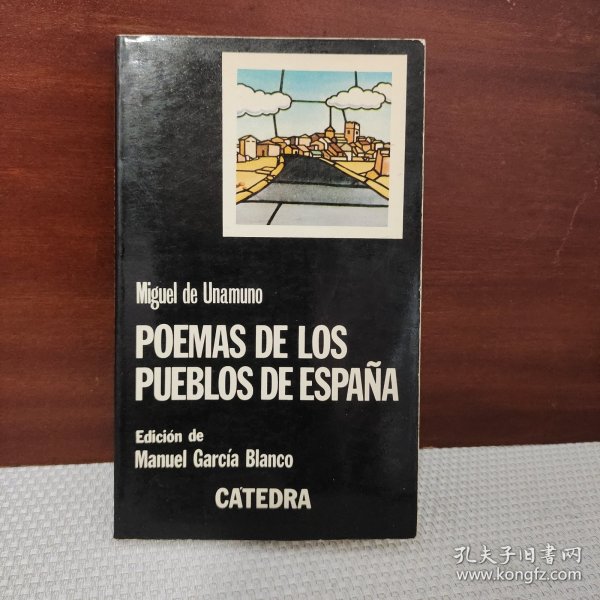 Miguel de Unamuno
POEMAS DE LOS
PUEBLOS DE ESPAÑA
Edición de
Manuel García Blanco
CÁTEDRA
孔夫子旧书网
www.kongfz.com